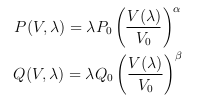 P(V, λ) = λP₀ (V(λ)/V₀)^α
Q(V, λ) = λQ₀ (V(λ)/V₀)^β